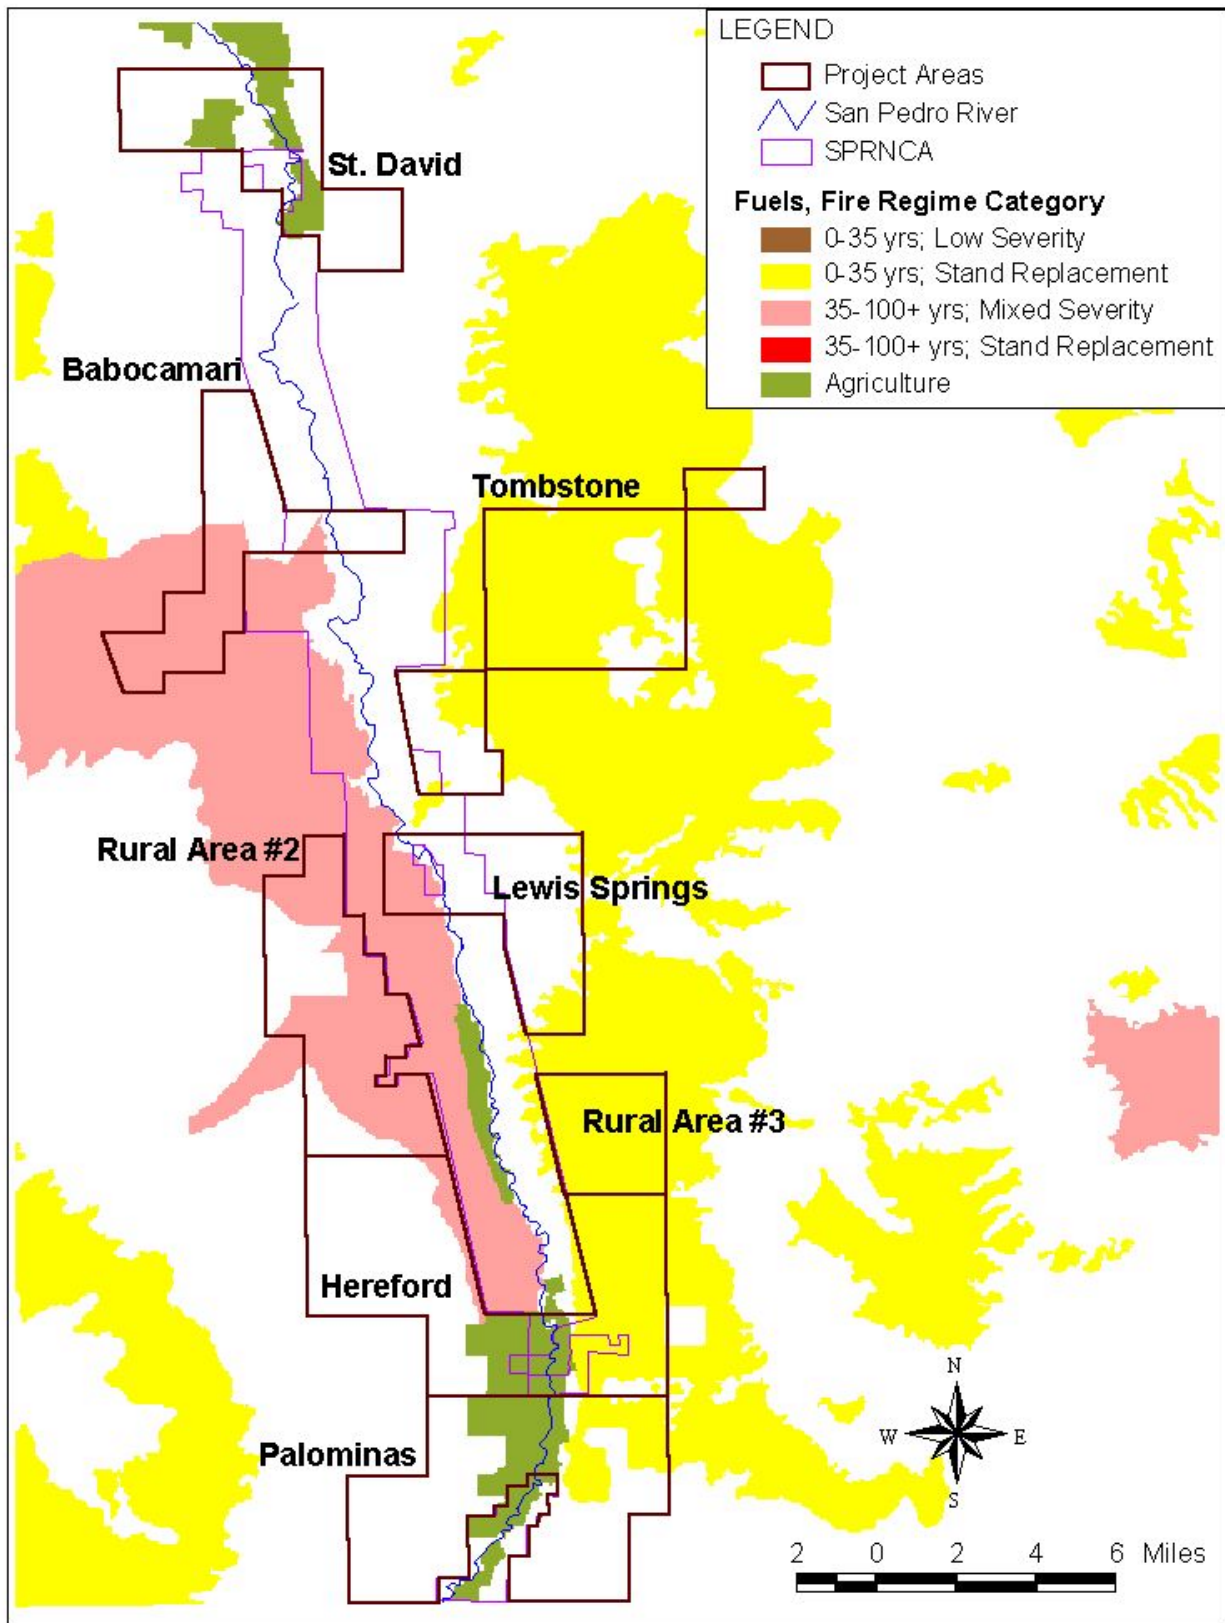 LEGEND
Project Areas
San Pedro River
SPRNCA
Fuels, Fire Regime Category
0-35 yrs; Low Severity
0-35 yrs; Stand Replacement
35-100+ yrs; Mixed Severity
35-100+ yrs; Stand Replacement
Agriculture
St. David
Babocamari
Tombstone
Rural Area #2
Lewis Springs
Rural Area #3
Hereford
Palominas
N
W
E
S
2 0 2 4 6 Miles